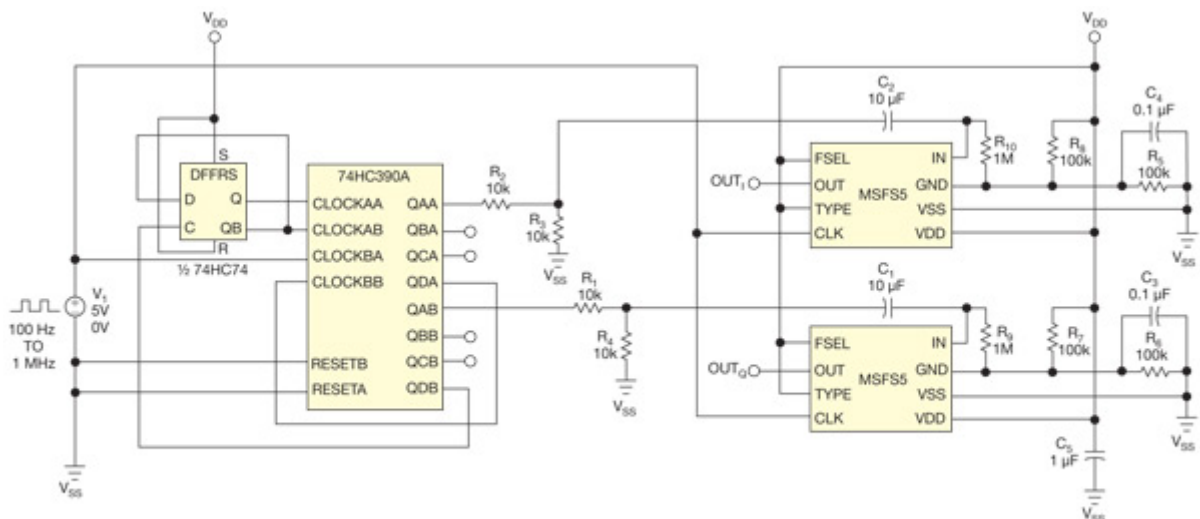 VDD
S
DFFRS
D Q
C QB
R
½ 74HC74
100 Hz
TO
1 MHz
V1
5V
0V
VSS
74HC390A
CLOCKAA QAA
CLOCKAB QBA
CLOCKBA QCA
CLOCKBB QDA
QAB
QBB
RESETB QCB
RESETA QDB
R2
10k
R3
10k
VSS
R1
10k
R4
10k
VSS
C2
10 µF
FSEL IN
OUT GND
MSFS5
TYPE VSS
CLK VDD
OUTI
R10
1M
VDD
R8
100k
C4
0.1 µF
R5
100k
VSS
C1
10 µF
FSEL IN
OUT GND
MSFS5
TYPE VSS
CLK VDD
OUTQ
R9
1M
R7
100k
C3
0.1 µF
R6
100k
VSS
C5
1 µF
VSS